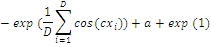 − exp (1/D ∑_{i=1}^{D} cos(cx_i)) + a + exp (1)